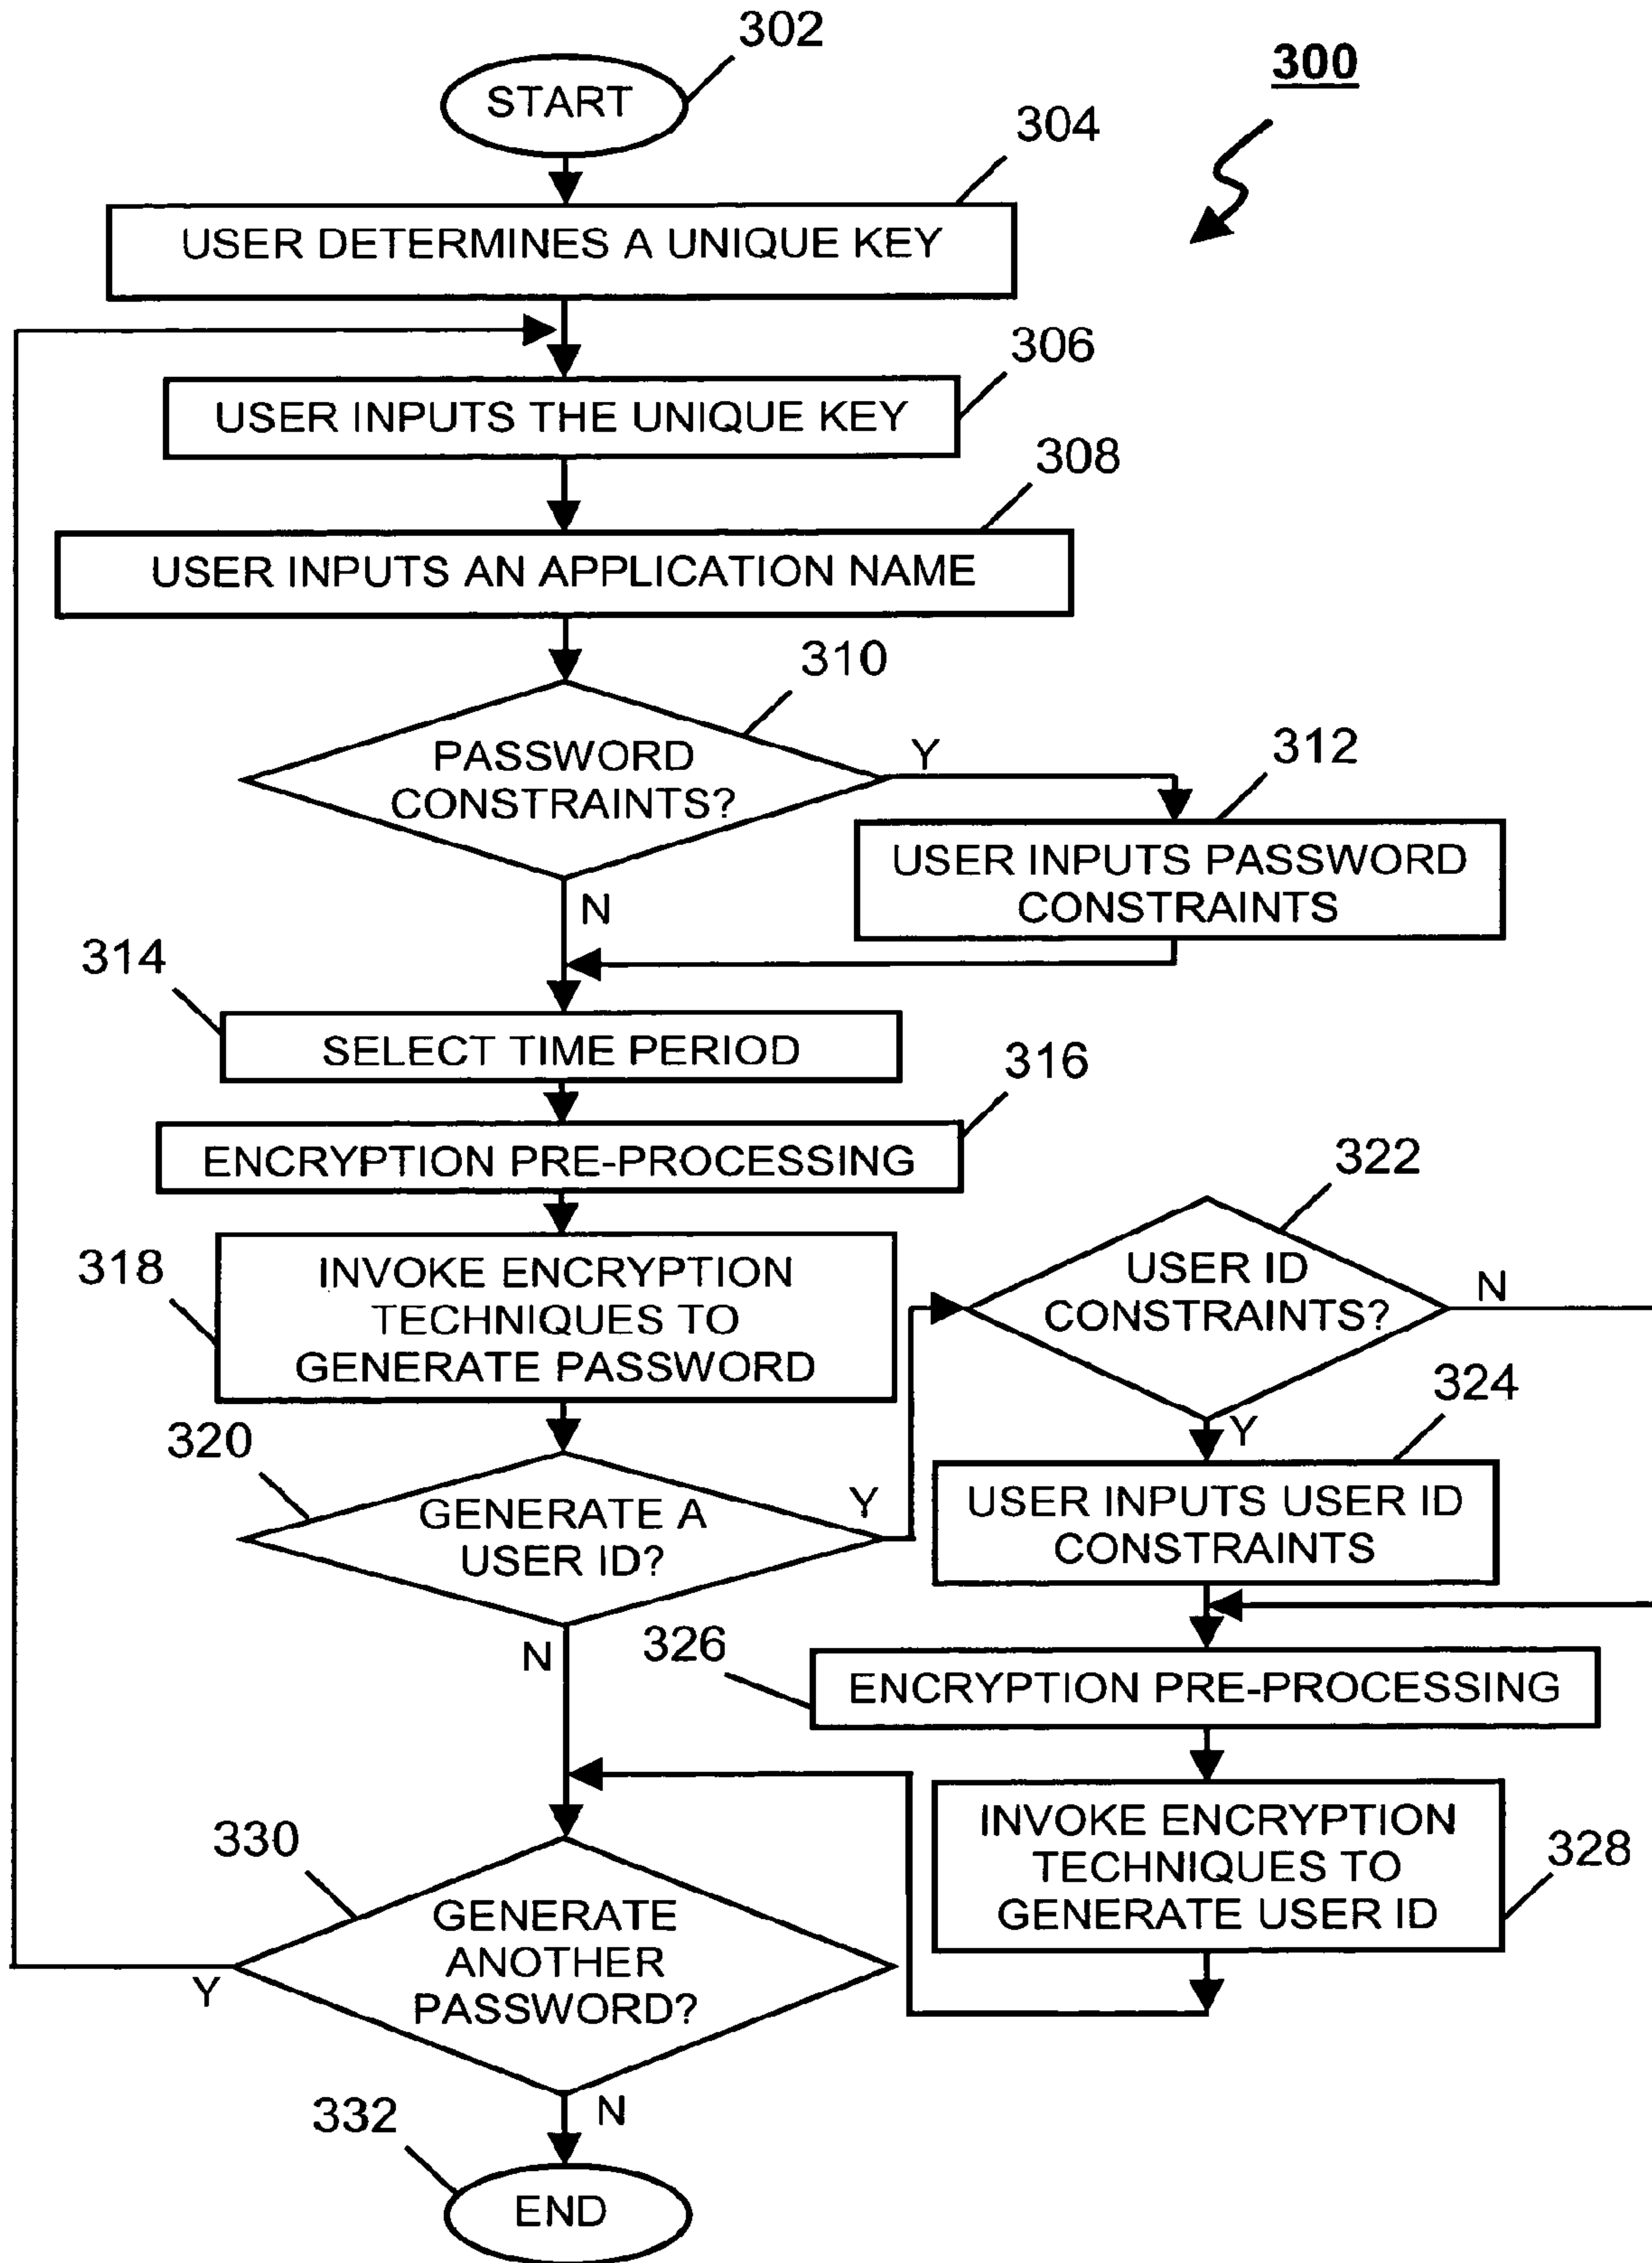 302
START
300
304
USER DETERMINES A UNIQUE KEY
306
USER INPUTS THE UNIQUE KEY
308
USER INPUTS AN APPLICATION NAME
310
PASSWORD
CONSTRAINTS?
Y
312
USER INPUTS PASSWORD
CONSTRAINTS
N
314
SELECT TIME PERIOD
316
ENCRYPTION PRE-PROCESSING
318
INVOKE ENCRYPTION
TECHNIQUES TO
GENERATE PASSWORD
320
GENERATE A
USER ID?
Y
322
USER ID
CONSTRAINTS?
N
Y
324
USER INPUTS USER ID
CONSTRAINTS
N
326
ENCRYPTION PRE-PROCESSING
328
INVOKE ENCRYPTION
TECHNIQUES TO
GENERATE USER ID
330
GENERATE
ANOTHER
PASSWORD?
Y
N
332
END